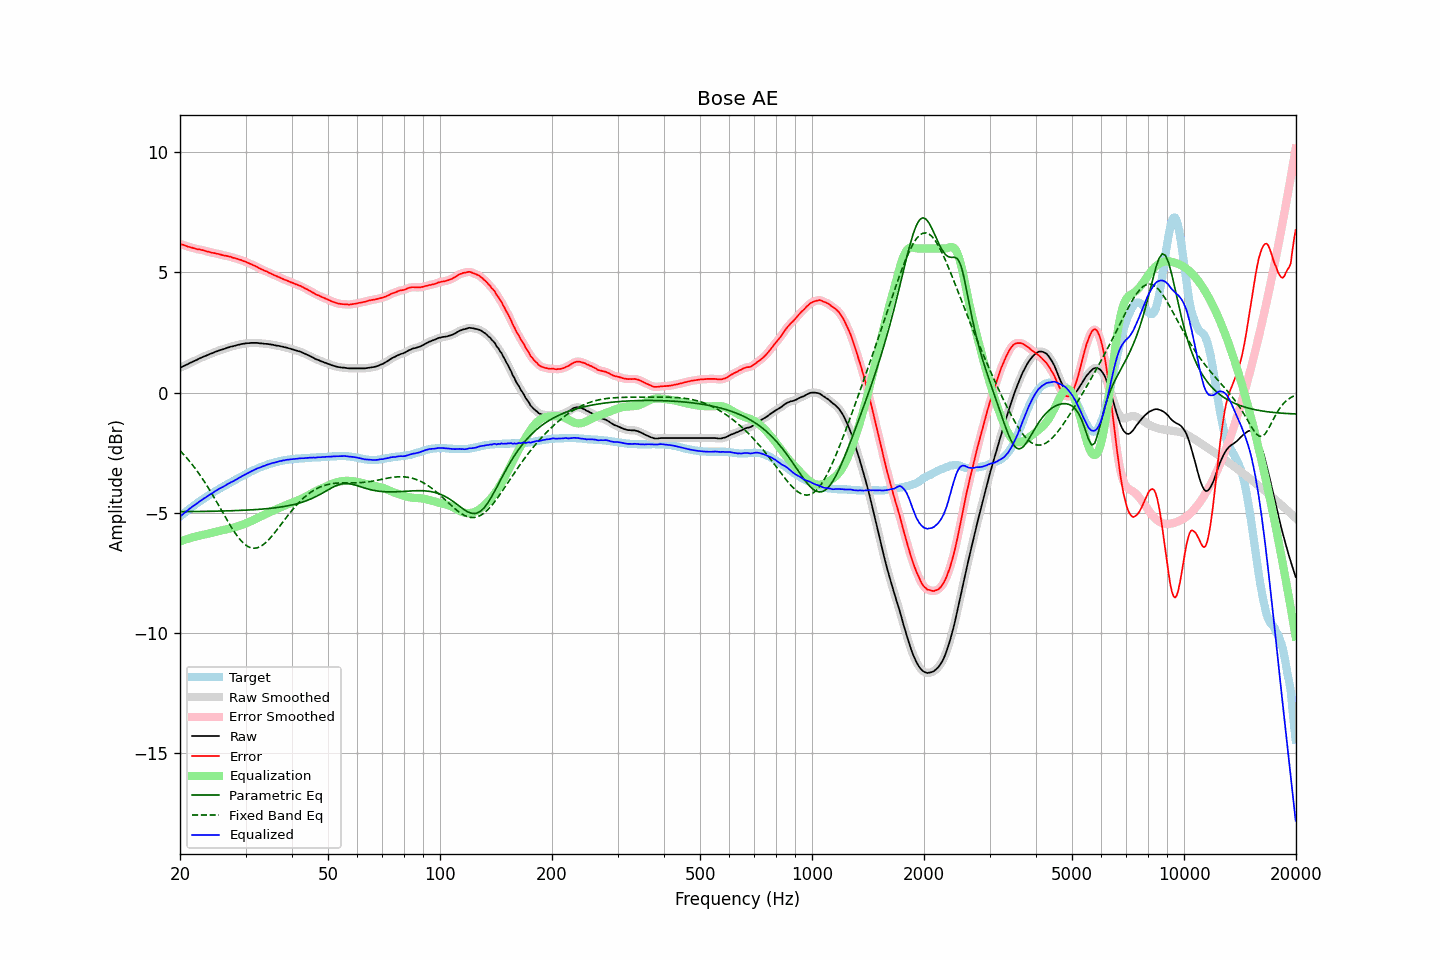 Bose AE
Amplitude (dBr)
10
5
0
−5
−10
−15
Target
Raw Smoothed
Error Smoothed
Raw
Error
Equalization
Parametric Eq
Fixed Band Eq
Equalized
20 50 100 200 500 1000 2000 5000 10000 20000
Frequency (Hz)